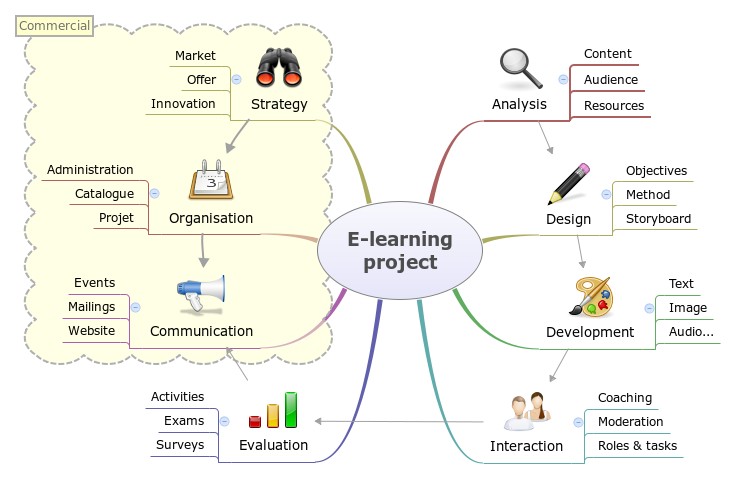 Commercial
Market
Offer
Innovation
Strategy
Administration
Catalogue
Projet
Organisation
3
Events
Mailings
Website
Communication
Activities
Exams
Surveys
Evaluation
E-learning
project
Content
Audience
Resources
Analysis
Objectives
Method
Storyboard
Design
Text
Image
Audio...
Development
Coaching
Moderation
Roles & tasks
Interaction